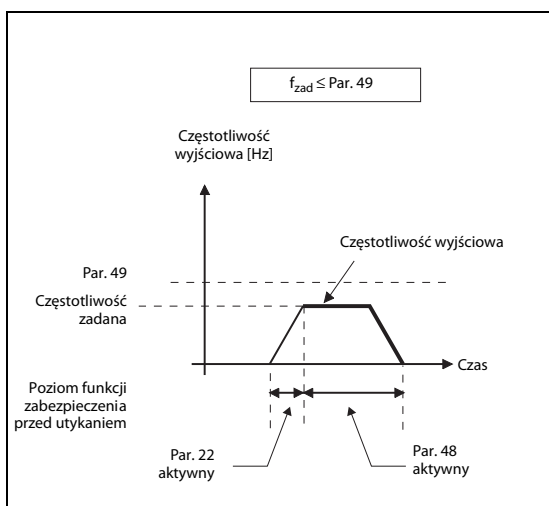 f_zad ≤ Par. 49
Częstotliwość
wyjściowa [Hz]
Częstotliwość wyjściowa
Par. 49
Częstotliwość
zadana
Czas
Poziom funkcji
zabezpieczenia
przed utykaniem
Par. 22
aktywny
Par. 48
aktywny